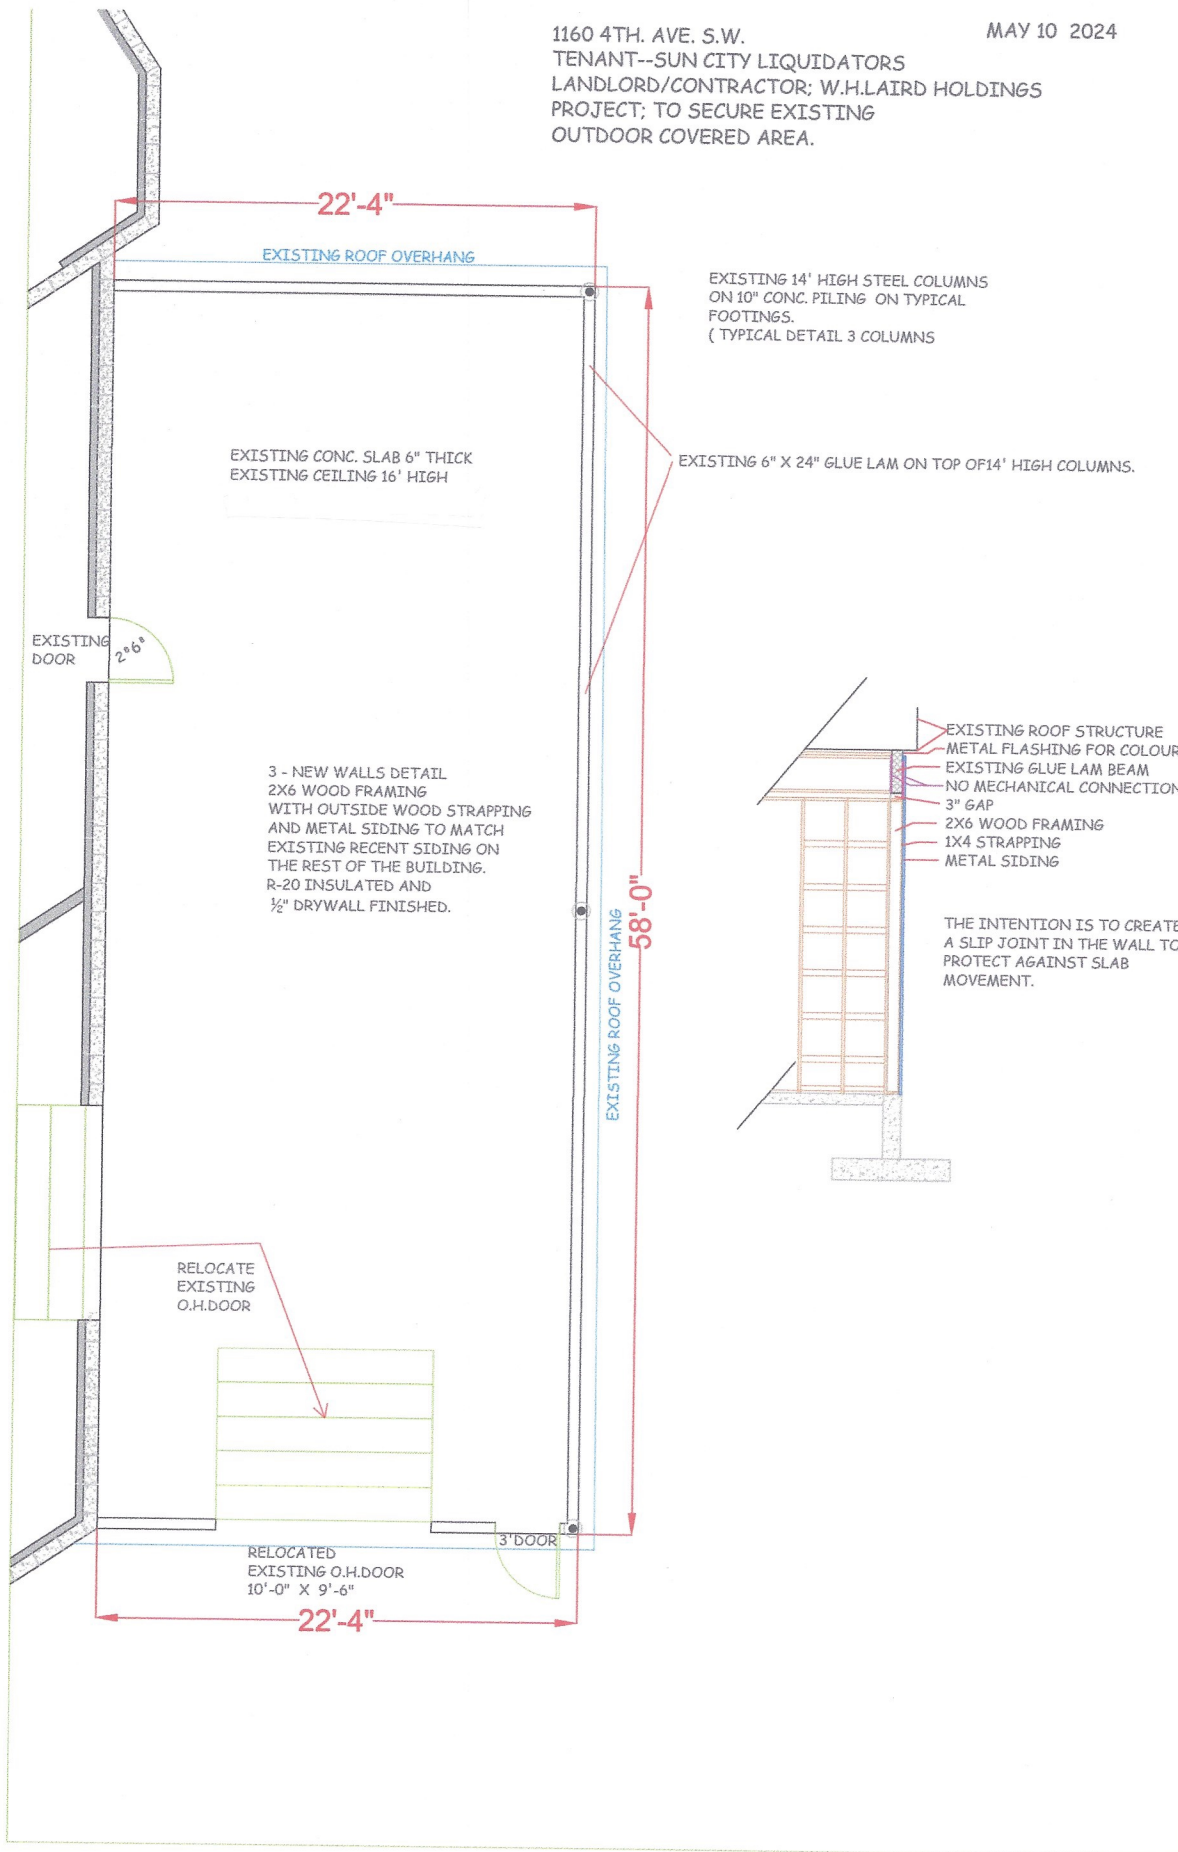 1160 4TH. AVE. S.W.
MAY 10 2024
TENANT--SUN CITY LIQUIDATORS
LANDLORD/CONTRACTOR; W.H.LAIRD HOLDINGS
PROJECT; TO SECURE EXISTING
OUTDOOR COVERED AREA.
22'-4"
EXISTING ROOF OVERHANG
EXISTING 14' HIGH STEEL COLUMNS
ON 10" CONC. PILING ON TYPICAL
FOOTINGS.
( TYPICAL DETAIL 3 COLUMNS
EXISTING CONC. SLAB 6" THICK
EXISTING CEILING 16' HIGH
EXISTING 6" X 24" GLUE LAM ON TOP OF14' HIGH COLUMNS.
EXISTING
DOOR
2"6"
3 - NEW WALLS DETAIL
2X6 WOOD FRAMING
WITH OUTSIDE WOOD STRAPPING
AND METAL SIDING TO MATCH
EXISTING RECENT SIDING ON
THE REST OF THE BUILDING.
R-20 INSULATED AND
½" DRYWALL FINISHED.
58'-0"
EXISTING ROOF OVERHANG
EXISTING ROOF STRUCTURE
METAL FLASHING FOR COLOUR
EXISTING GLUE LAM BEAM
NO MECHANICAL CONNECTION
3" GAP
2X6 WOOD FRAMING
1X4 STRAPPING
METAL SIDING
THE INTENTION IS TO CREATE
A SLIP JOINT IN THE WALL TO
PROTECT AGAINST SLAB
MOVEMENT.
RELOCATE
EXISTING
O.H.DOOR
3'DOOR
RELOCATED
EXISTING O.H.DOOR
10'-0" X 9'-6"
22'-4"